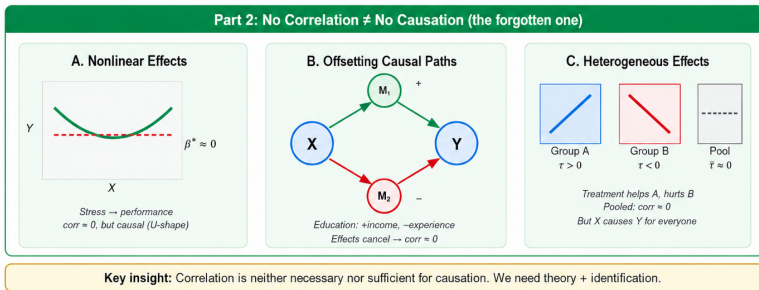 Part 2: No Correlation ≠ No Causation (the forgotten one)
A. Nonlinear Effects
Y
β* ≈ 0
X
Stress → performance
corr ≈ 0, but causal (U-shape)
B. Offsetting Causal Paths
M₁
+
X
Y
M₂
–
Education: +income, –experience
Effects cancel → corr ≈ 0
C. Heterogeneous Effects
Group A
Group B
Pool
τ > 0
τ < 0
τ̄ ≈ 0
Treatment helps A, hurts B
Pooled: corr ≈ 0
But X causes Y for everyone
Key insight: Correlation is neither necessary nor sufficient for causation. We need theory + identification.